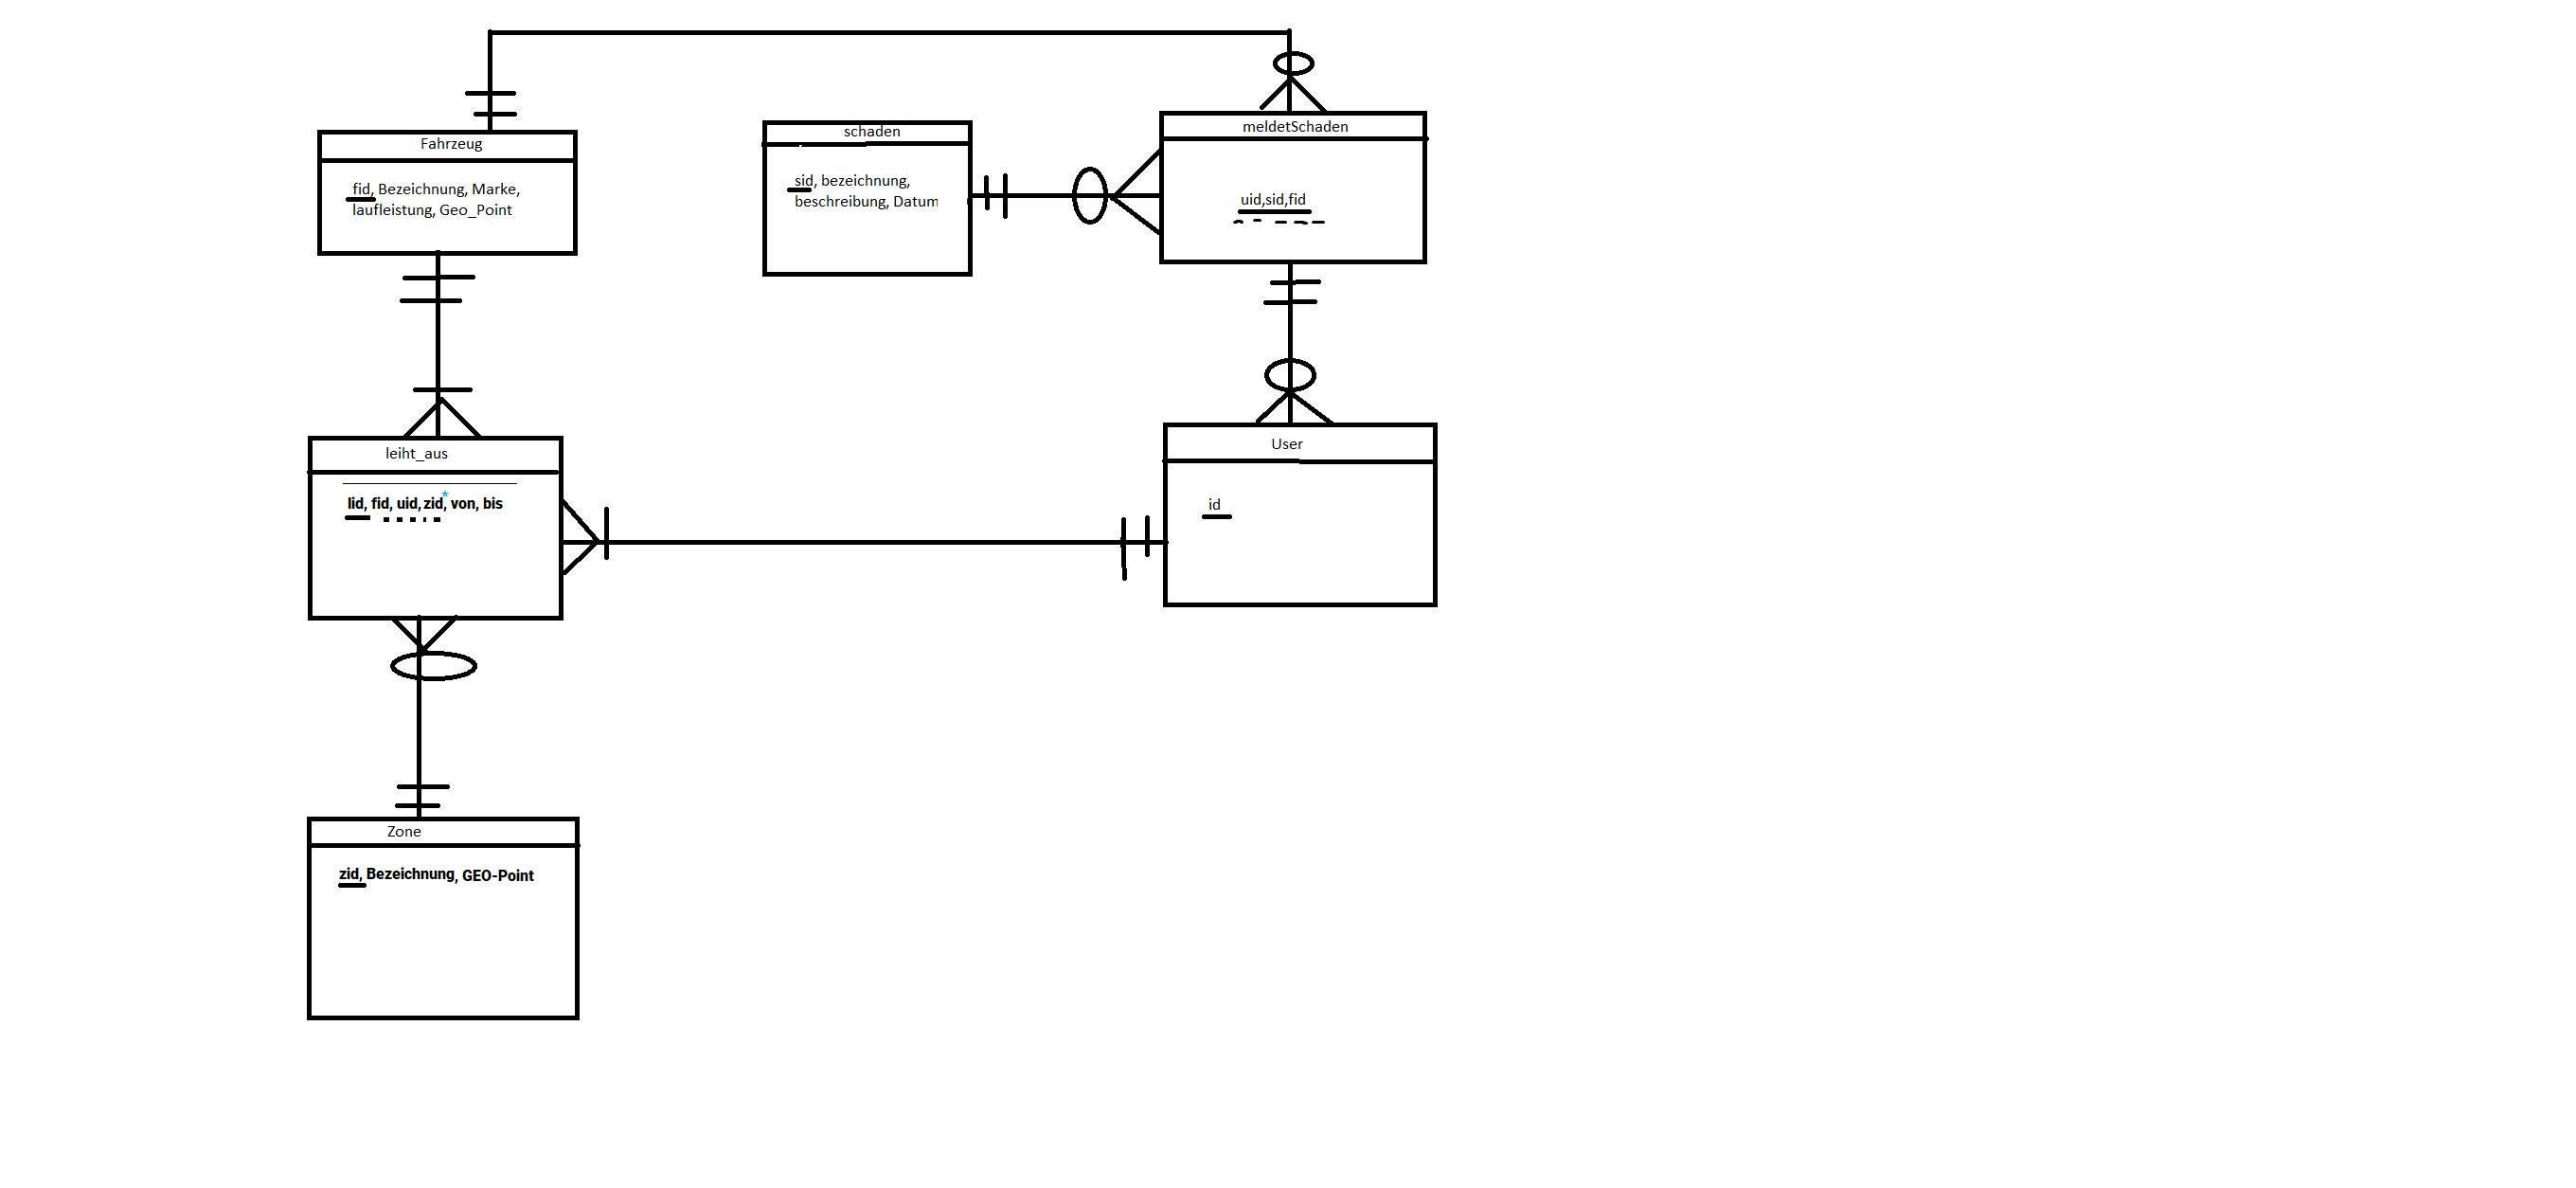 Fahrzeug
fid, Bezeichnung, Marke,
laufleistung, Geo_Point
schaden
sid, bezeichnung,
beschreibung, Datum
meldetSchaden
uid,sid,fid
leiht_aus
lid, fid, uid, zid,* von, bis
User
id
Zone
zid, Bezeichnung, GEO-Point